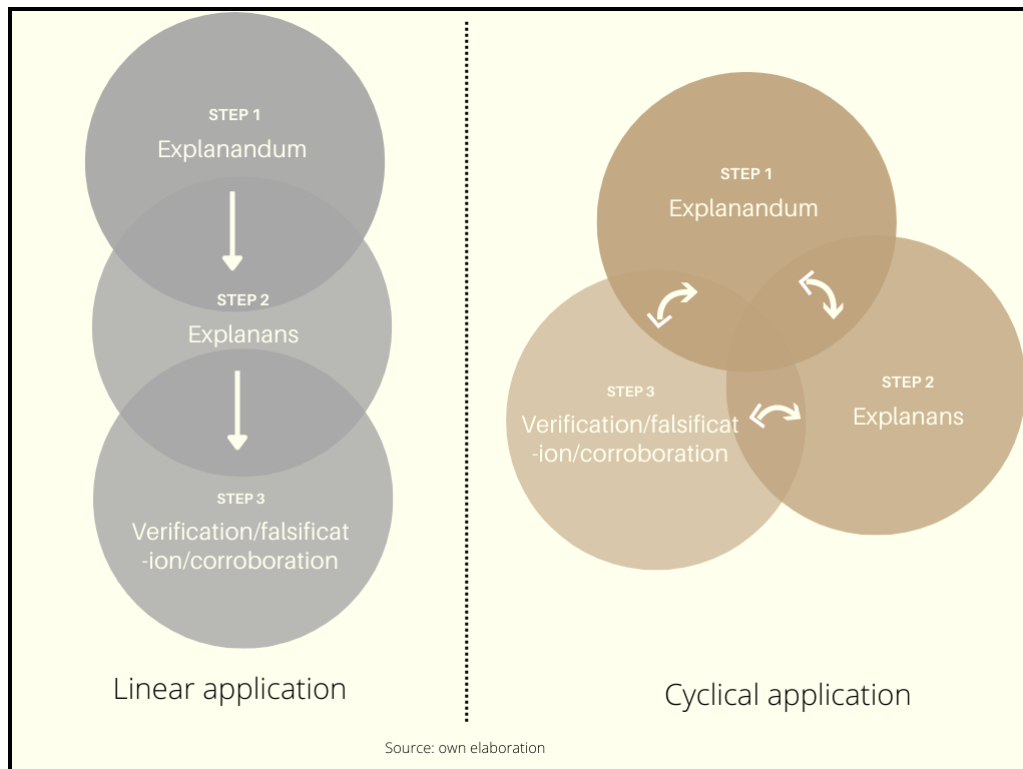 STEP 1
Explanandum
STEP 2
Explanans
STEP 3
Verification/falsificat
-ion/corroboration
Linear application
STEP 1
Explanandum
STEP 2
Explanans
STEP 3
Verification/falsificat
-ion/corroboration
Cyclical application
Source: own elaboration